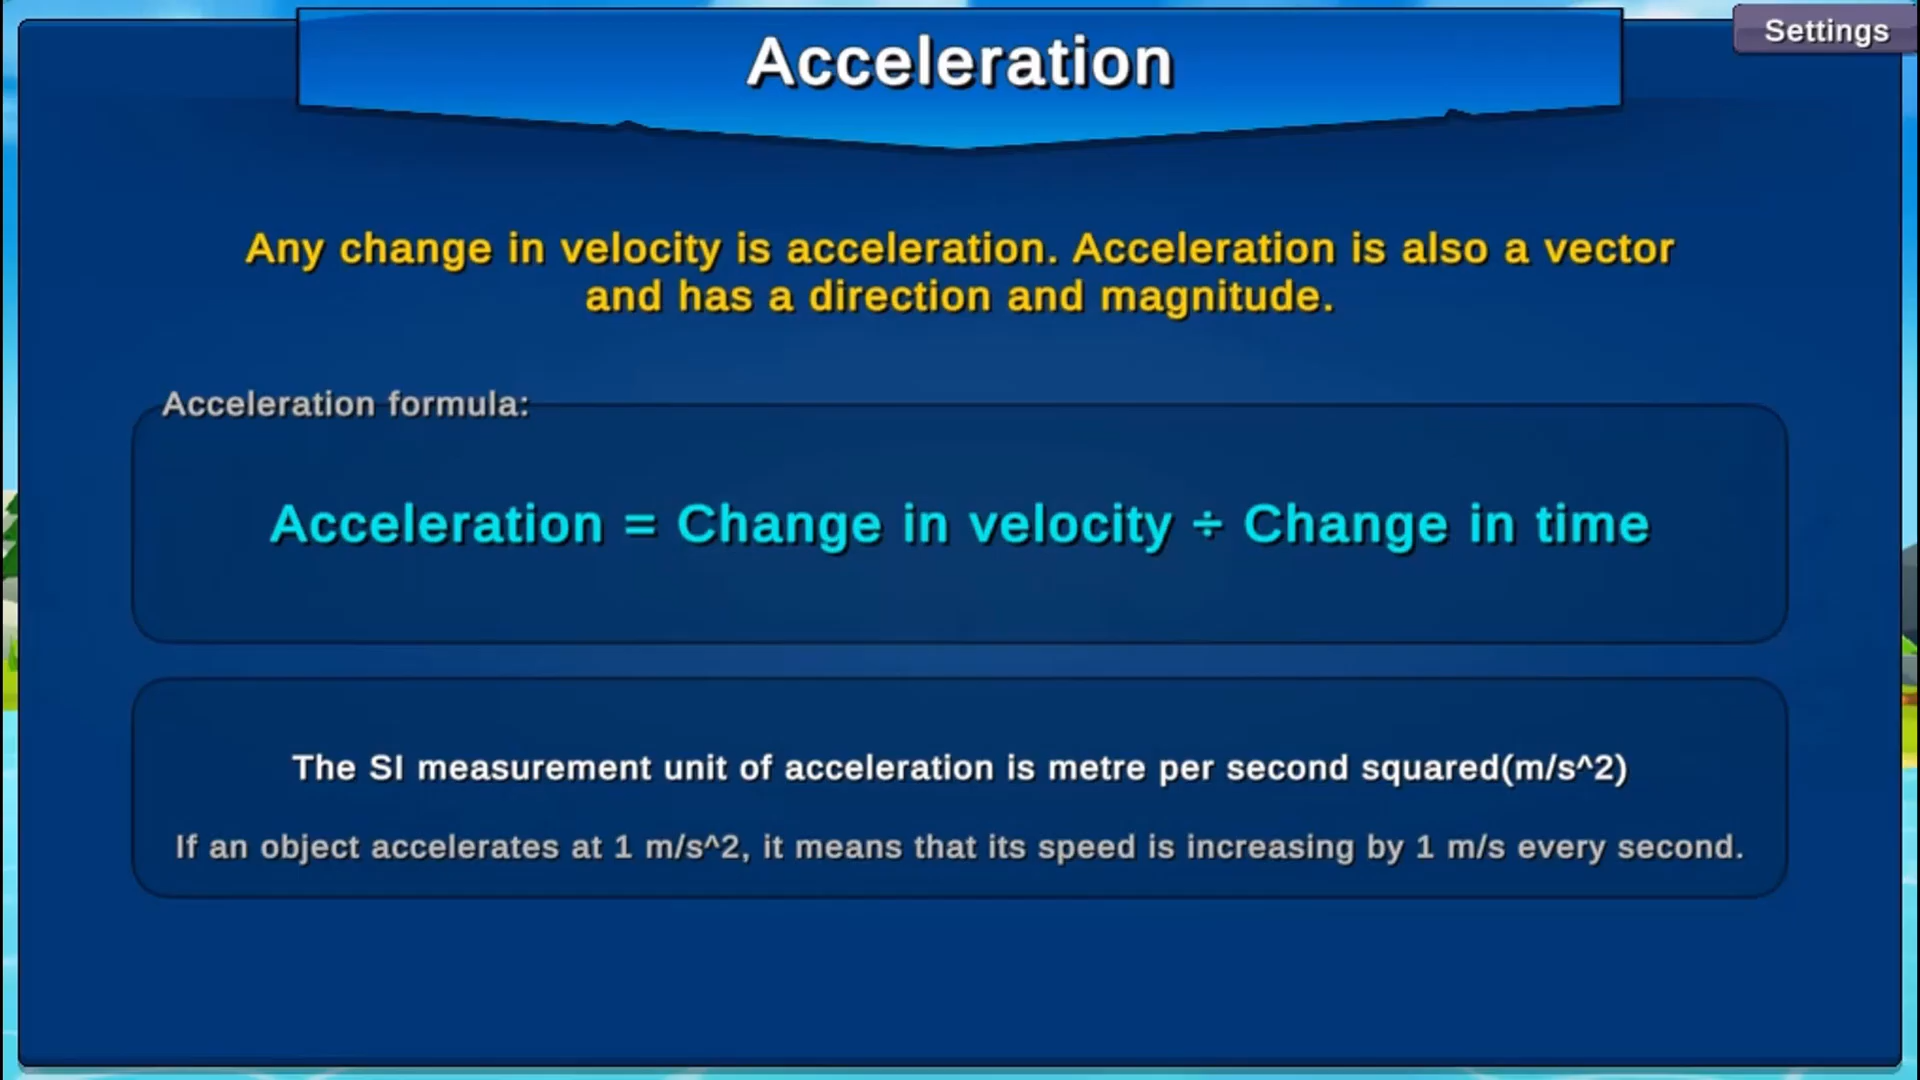 Acceleration
Settings
Any change in velocity is acceleration. Acceleration is also a vector
and has a direction and magnitude.
Acceleration formula:
Acceleration = Change in velocity ÷ Change in time
The SI measurement unit of acceleration is metre per second squared(m/s^2)
If an object accelerates at 1 m/s^2, it means that its speed is increasing by 1 m/s every second.